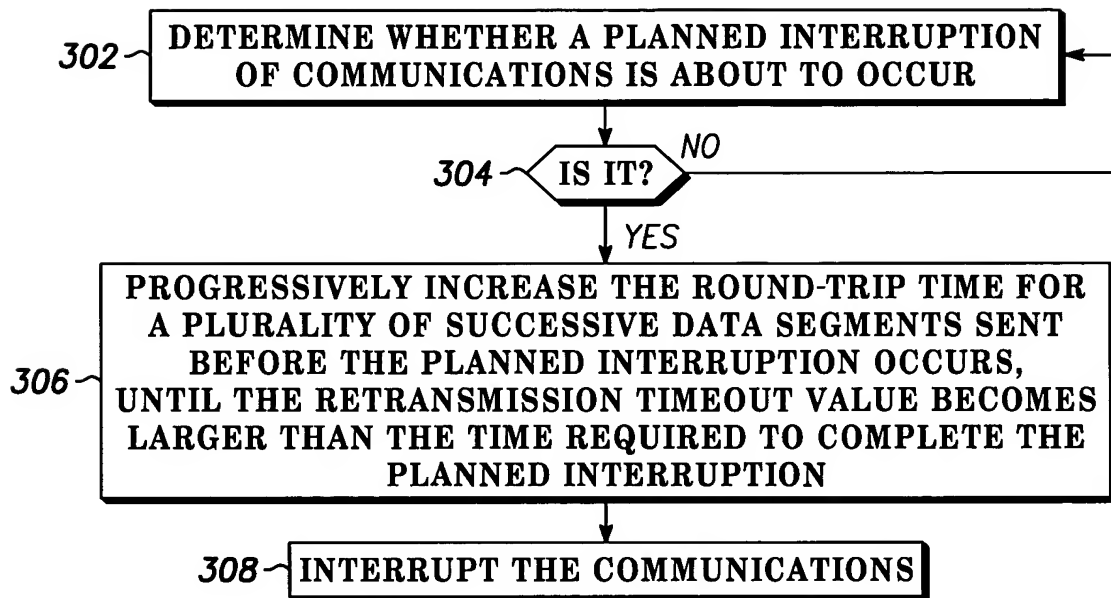 302
DETERMINE WHETHER A PLANNED INTERRUPTION
OF COMMUNICATIONS IS ABOUT TO OCCUR
304
IS IT?
NO
YES
306
PROGRESSIVELY INCREASE THE ROUND-TRIP TIME FOR
A PLURALITY OF SUCCESSIVE DATA SEGMENTS SENT
BEFORE THE PLANNED INTERRUPTION OCCURS,
UNTIL THE RETRANSMISSION TIMEOUT VALUE BECOMES
LARGER THAN THE TIME REQUIRED TO COMPLETE THE
PLANNED INTERRUPTION
308
INTERRUPT THE COMMUNICATIONS